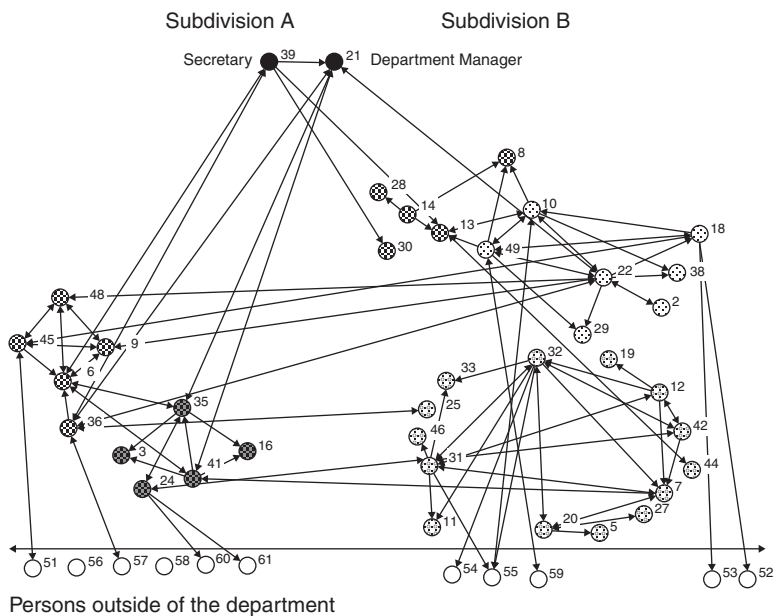 Subdivision A Subdivision B
Secretary 39 21 Department Manager
8
28
14 10
13 18
30 49
22 38
48 2
45 9 29
6 32 19
33 12
35 25
36 46 42
3 16 31
41 44
24 7
27
11 20 5
51 56 57 58 60 61 54 55 59 53 52
Persons outside of the department